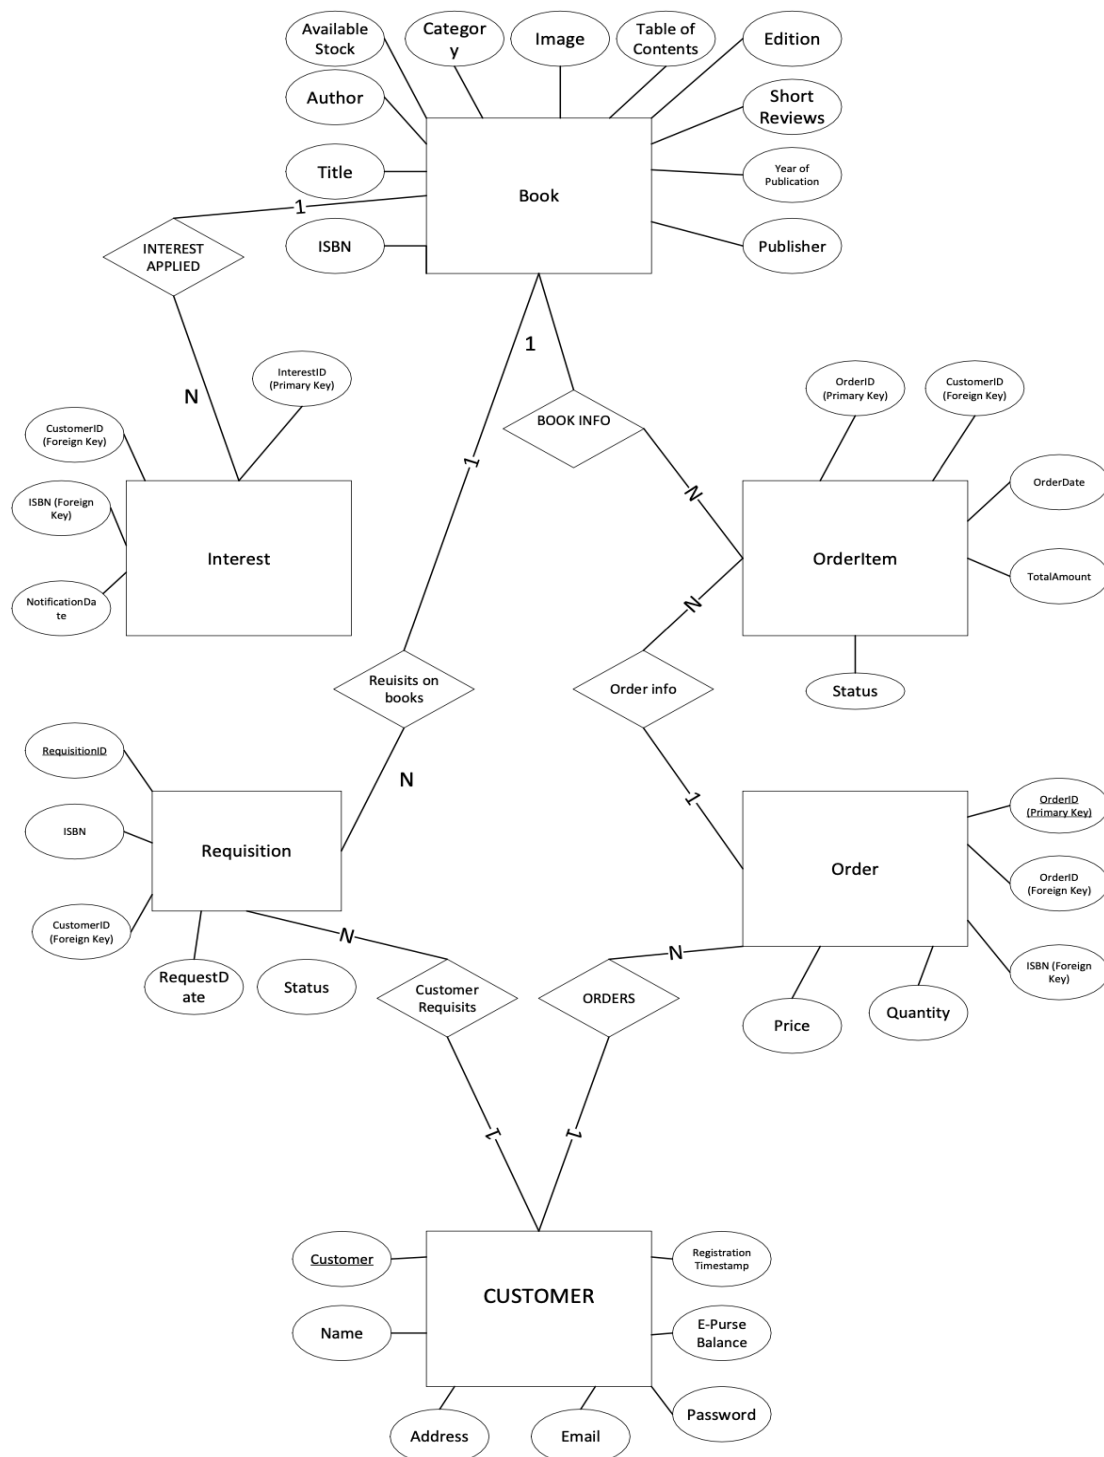 Available
Stock
Categor
y
Image
Table of
Contents
Edition
Author
Short
Reviews
Title
Book
Year of
Publication
1
INTEREST
APPLIED
ISBN
Publisher
1
N
InterestID
(Primary Key)
OrderID
(Primary Key)
CustomerID
(Foreign Key)
CustomerID
(Foreign Key)
BOOK INFO
1
N
OrderDate
ISBN (Foreign
Key)
Interest
OrderItem
TotalAmount
NotificationDa
te
N
Reuisits on
books
Order info
Status
RequisitionID
N
1
OrderID
(Primary Key)
ISBN
Requisition
Order
OrderID
(Foreign Key)
CustomerID
(Foreign Key)
N
N
ISBN (Foreign
Key)
RequestD
ate
Status
Customer
Requisits
ORDERS
Price
Quantity
1
1
Customer
Registration
Timestamp
CUSTOMER
Name
E-Purse
Balance
Address
Email
Password